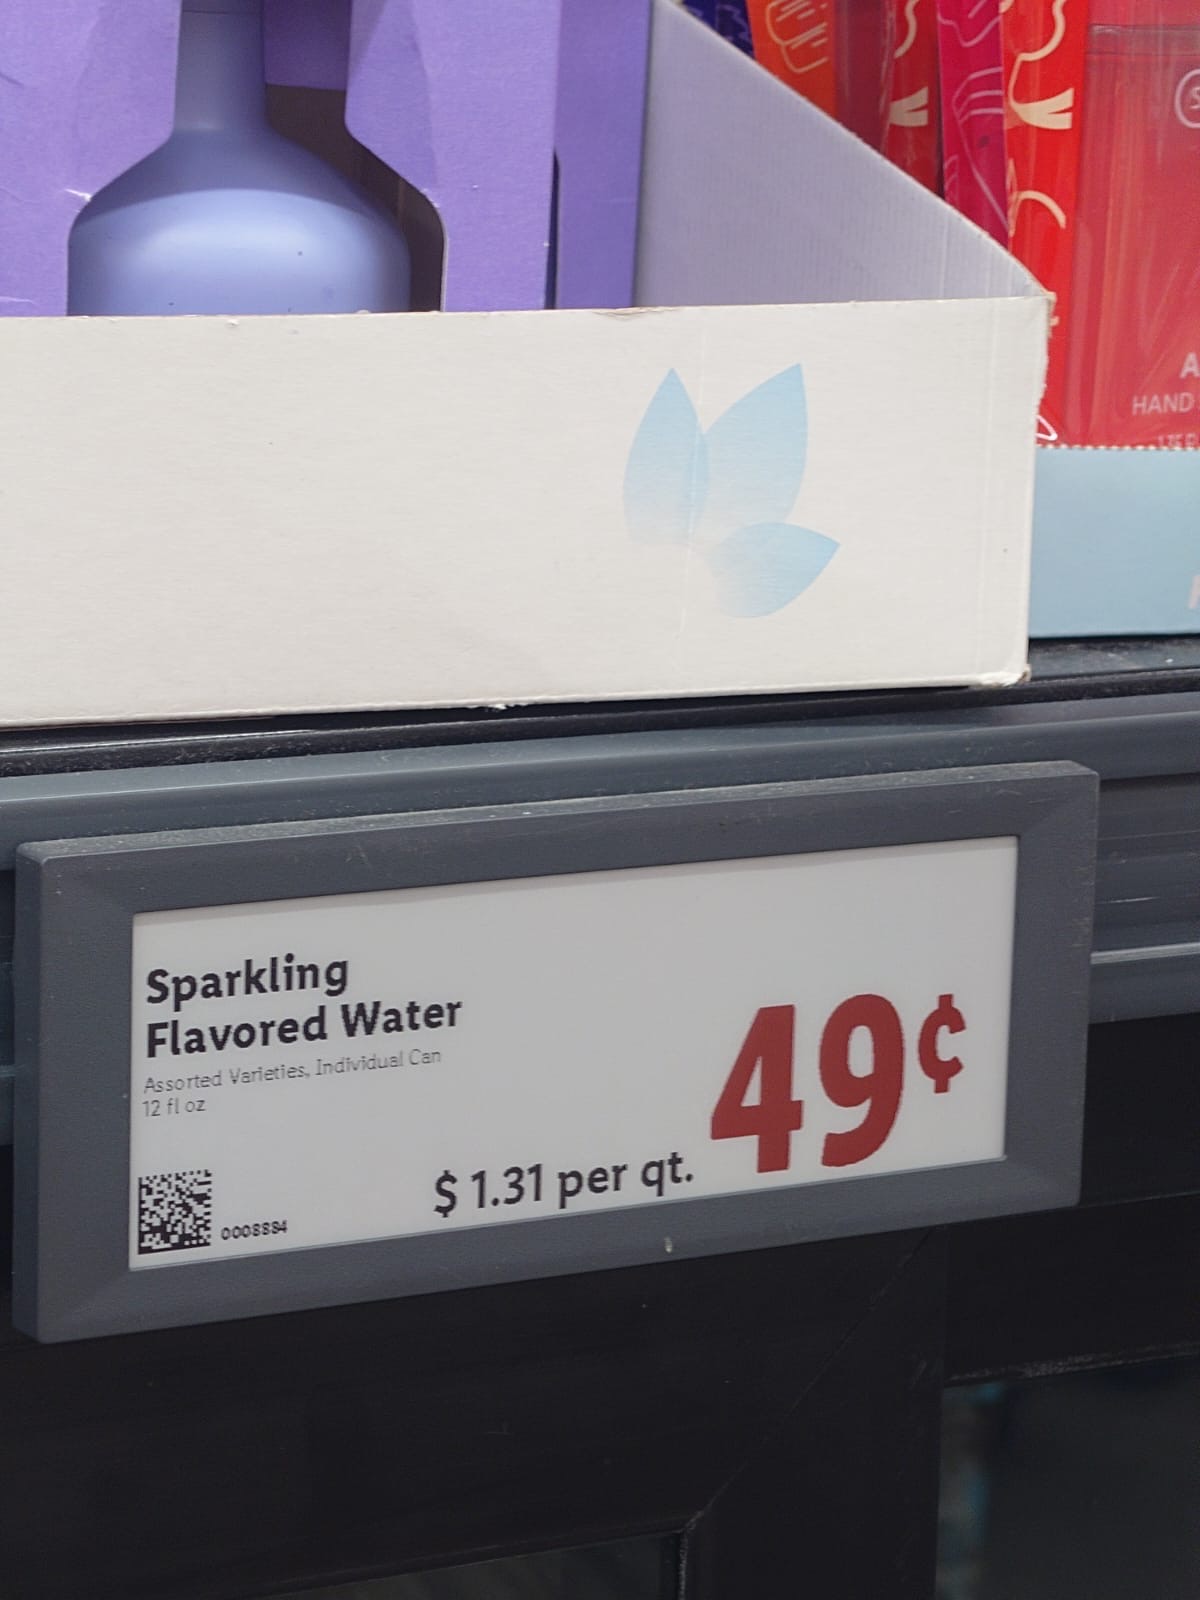 A
HAND
Sparkling
Flavored Water
Assorted Varieties, Individual Can
12 fl oz
49¢
$ 1.31 per qt.
0008884